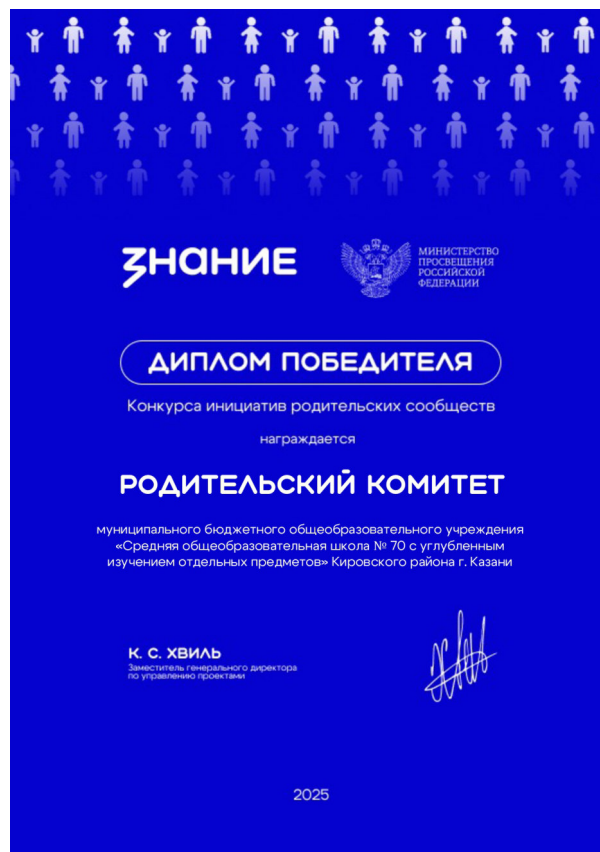 ЗНАНИЕ
МИНИСТЕРСТВО
ПРОСВЕЩЕНИЯ
РОССИЙСКОЙ
ФЕДЕРАЦИИ
ДИПЛОМ ПОБЕДИТЕЛЯ
Конкурса инициатив родительских сообществ
награждается
РОДИТЕЛЬСКИЙ КОМИТЕТ
муниципального бюджетного общеобразовательного учреждения
«Средняя общеобразовательная школа № 70 с углубленным
изучением отдельных предметов» Кировского района г. Казани
К. С. ХВИЛЬ
Заместитель генерального директора
по управлению проектами
2025